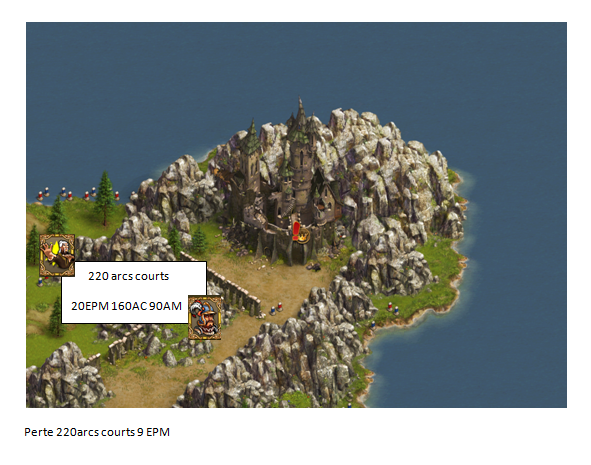 220 arcs courts
20EPM 160AC 90AM
Perte 220arcs courts 9 EPM